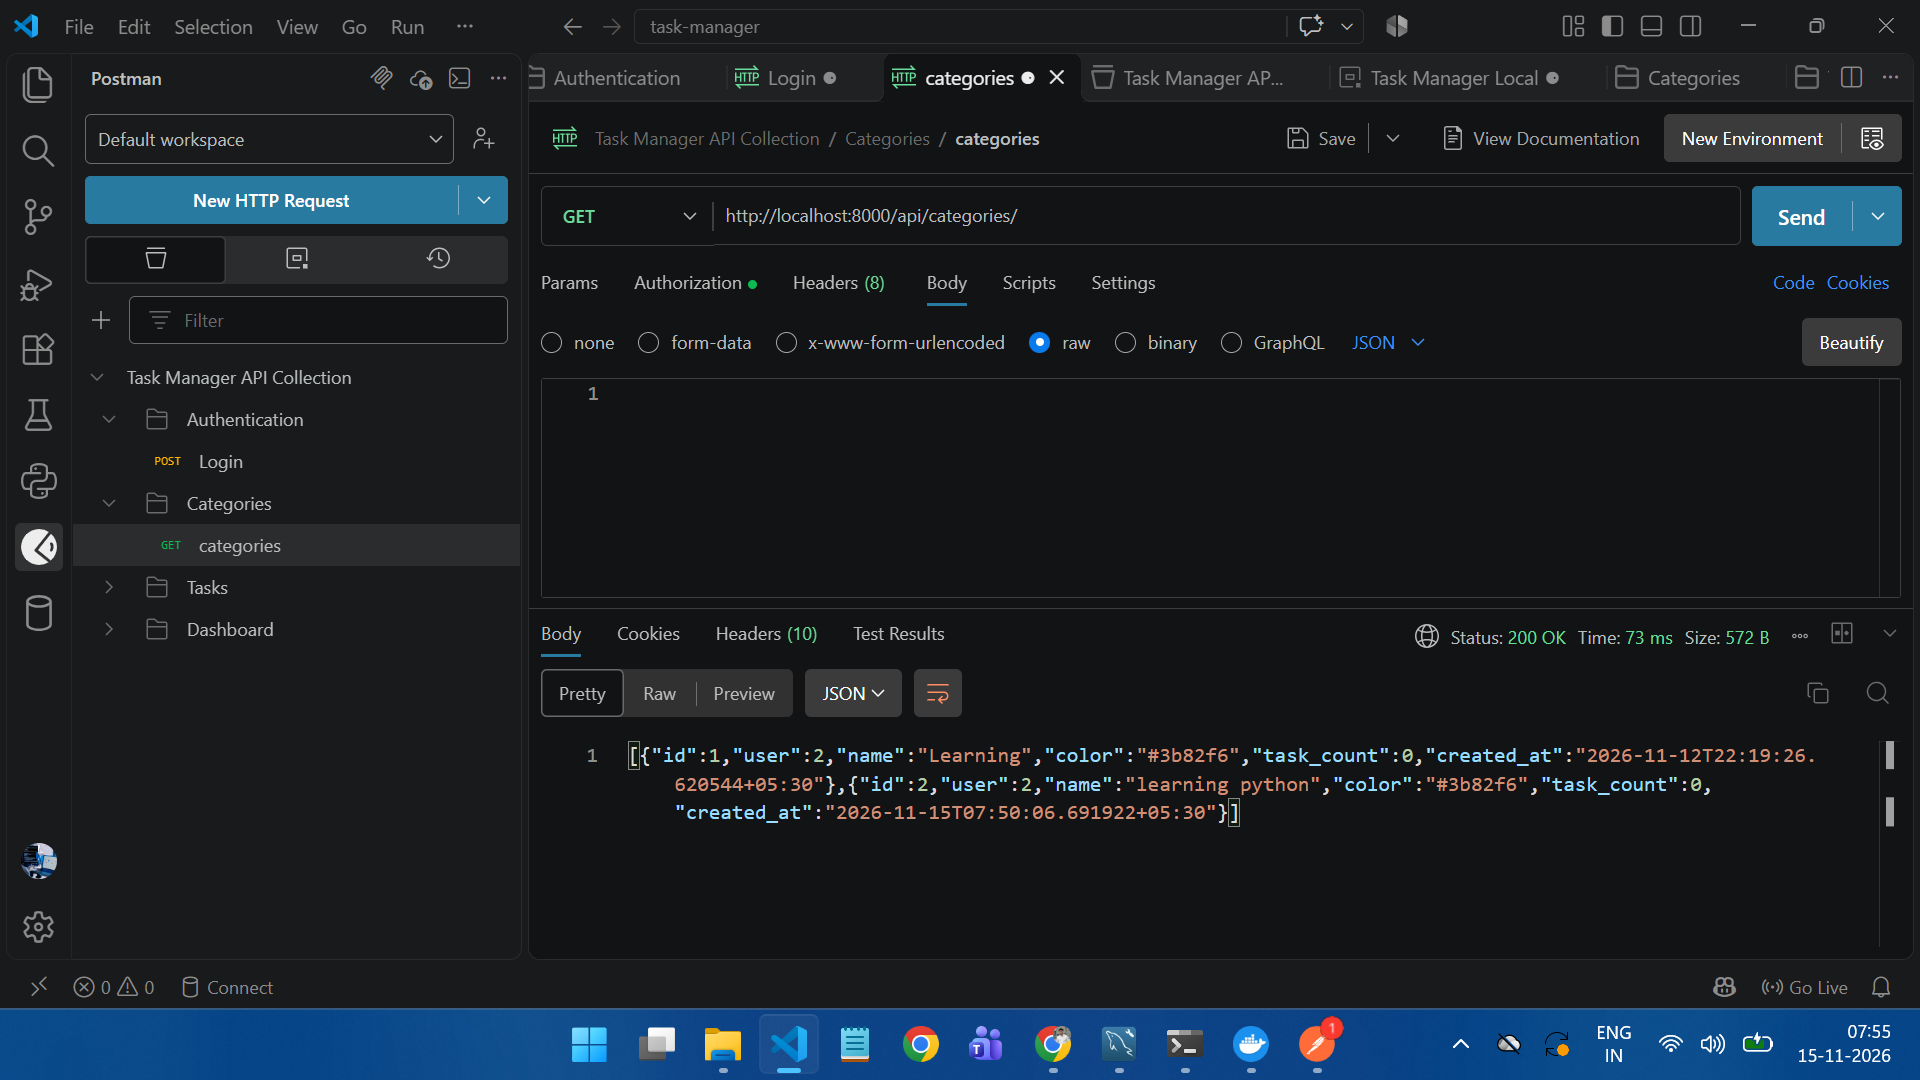 File Edit Selection View Go Run ···
task-manager
Postman
Authentication
Login
categories
Task Manager AP...
Task Manager Local
Categories
Default workspace
Task Manager API Collection / Categories / categories
Save
View Documentation
New Environment
New HTTP Request
GET
http://localhost:8000/api/categories/
Send
Params Authorization Headers (8) Body Scripts Settings
Code Cookies
Filter
none form-data x-www-form-urlencoded raw binary GraphQL JSON
Beautify
1
Task Manager API Collection
Authentication
POST Login
Categories
GET categories
Tasks
Dashboard
Body Cookies Headers (10) Test Results
Status: 200 OK Time: 73 ms Size: 572 B
Pretty Raw Preview JSON
1 [{"id":1,"user":2,"name":"Learning","color":"#3b82f6","task_count":0,"created_at":"2026-11-12T22:19:26.
620544+05:30"},{"id":2,"user":2,"name":"learning python","color":"#3b82f6","task_count":0,
"created_at":"2026-11-15T07:50:06.691922+05:30"}]
0 0 Connect
Go Live
1
T
ENG
IN
07:55
15-11-2026